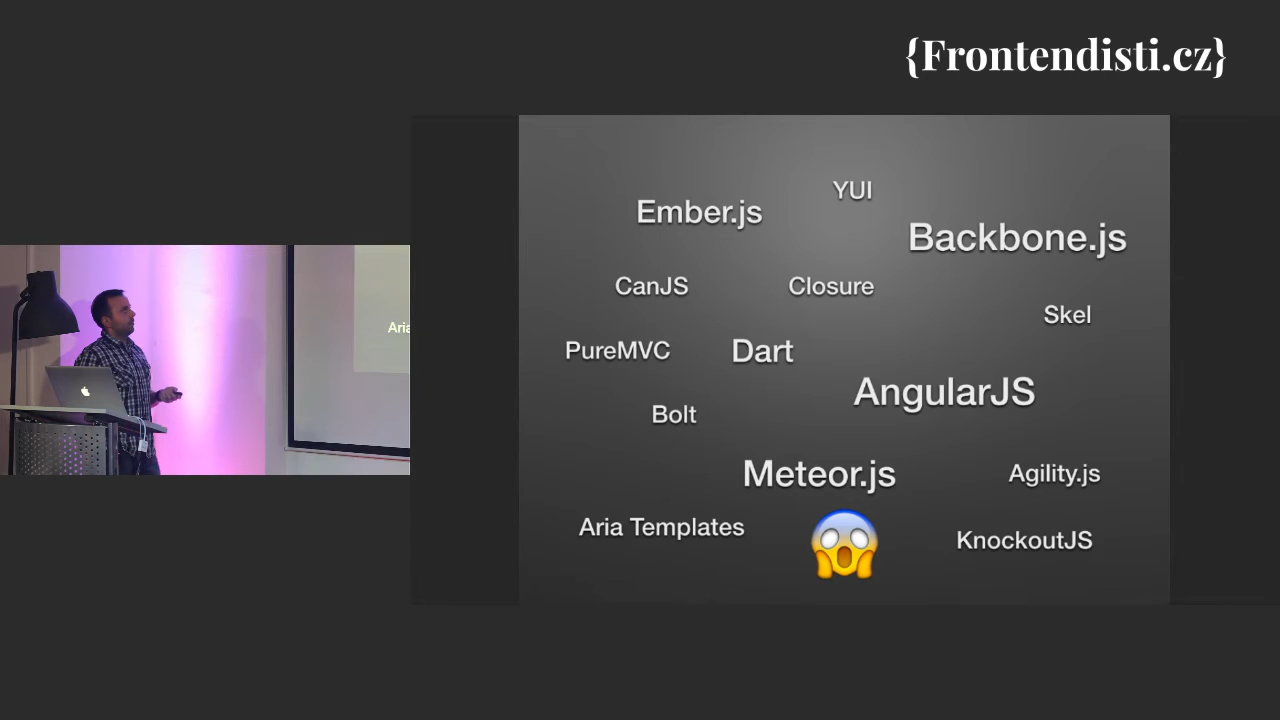 {Frontendisti.cz}
YUI
Ember.js
Backbone.js
CanJS
Closure
Skel
PureMVC
Dart
AngularJS
Bolt
Meteor.js
Agility.js
Aria Templates
KnockoutJS
Aria